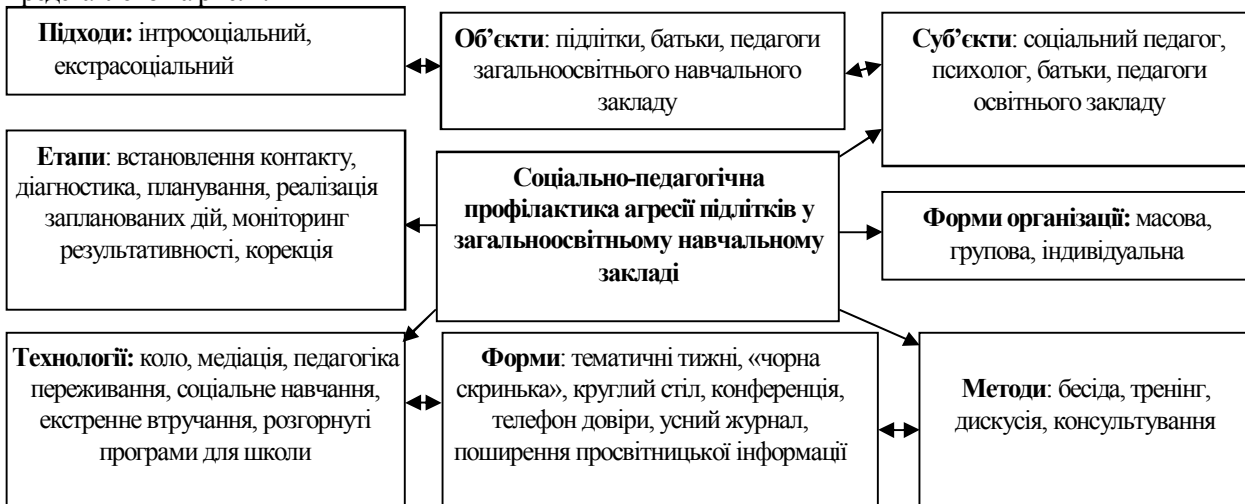 Підходи: інтросоціальний,
екстрасоціальний
Об’єкти: підлітки, батьки, педагоги
загальноосвітнього навчального
закладу
Суб’єкти: соціальний педагог,
психолог, батьки, педагоги
освітнього закладу
Етапи: встановлення контакту,
діагностика, планування, реалізація
запланованих дій, моніторинг
результативності, корекція
Соціально-педагогічна
профілактика агресії підлітків у
загальноосвітньому навчальному
закладі
Форми організації: масова,
групова, індивідуальна
Технології: коло, медіація, педагогіка
переживання, соціальне навчання,
екстренне втручання, розгорнуті
програми для школи
Форми: тематичні тижні, «чорна
скринька», круглий стіл, конференція,
телефон довіри, усний журнал,
поширення просвітницької інформації
Методи: бесіда, тренінг,
дискусія, консультування